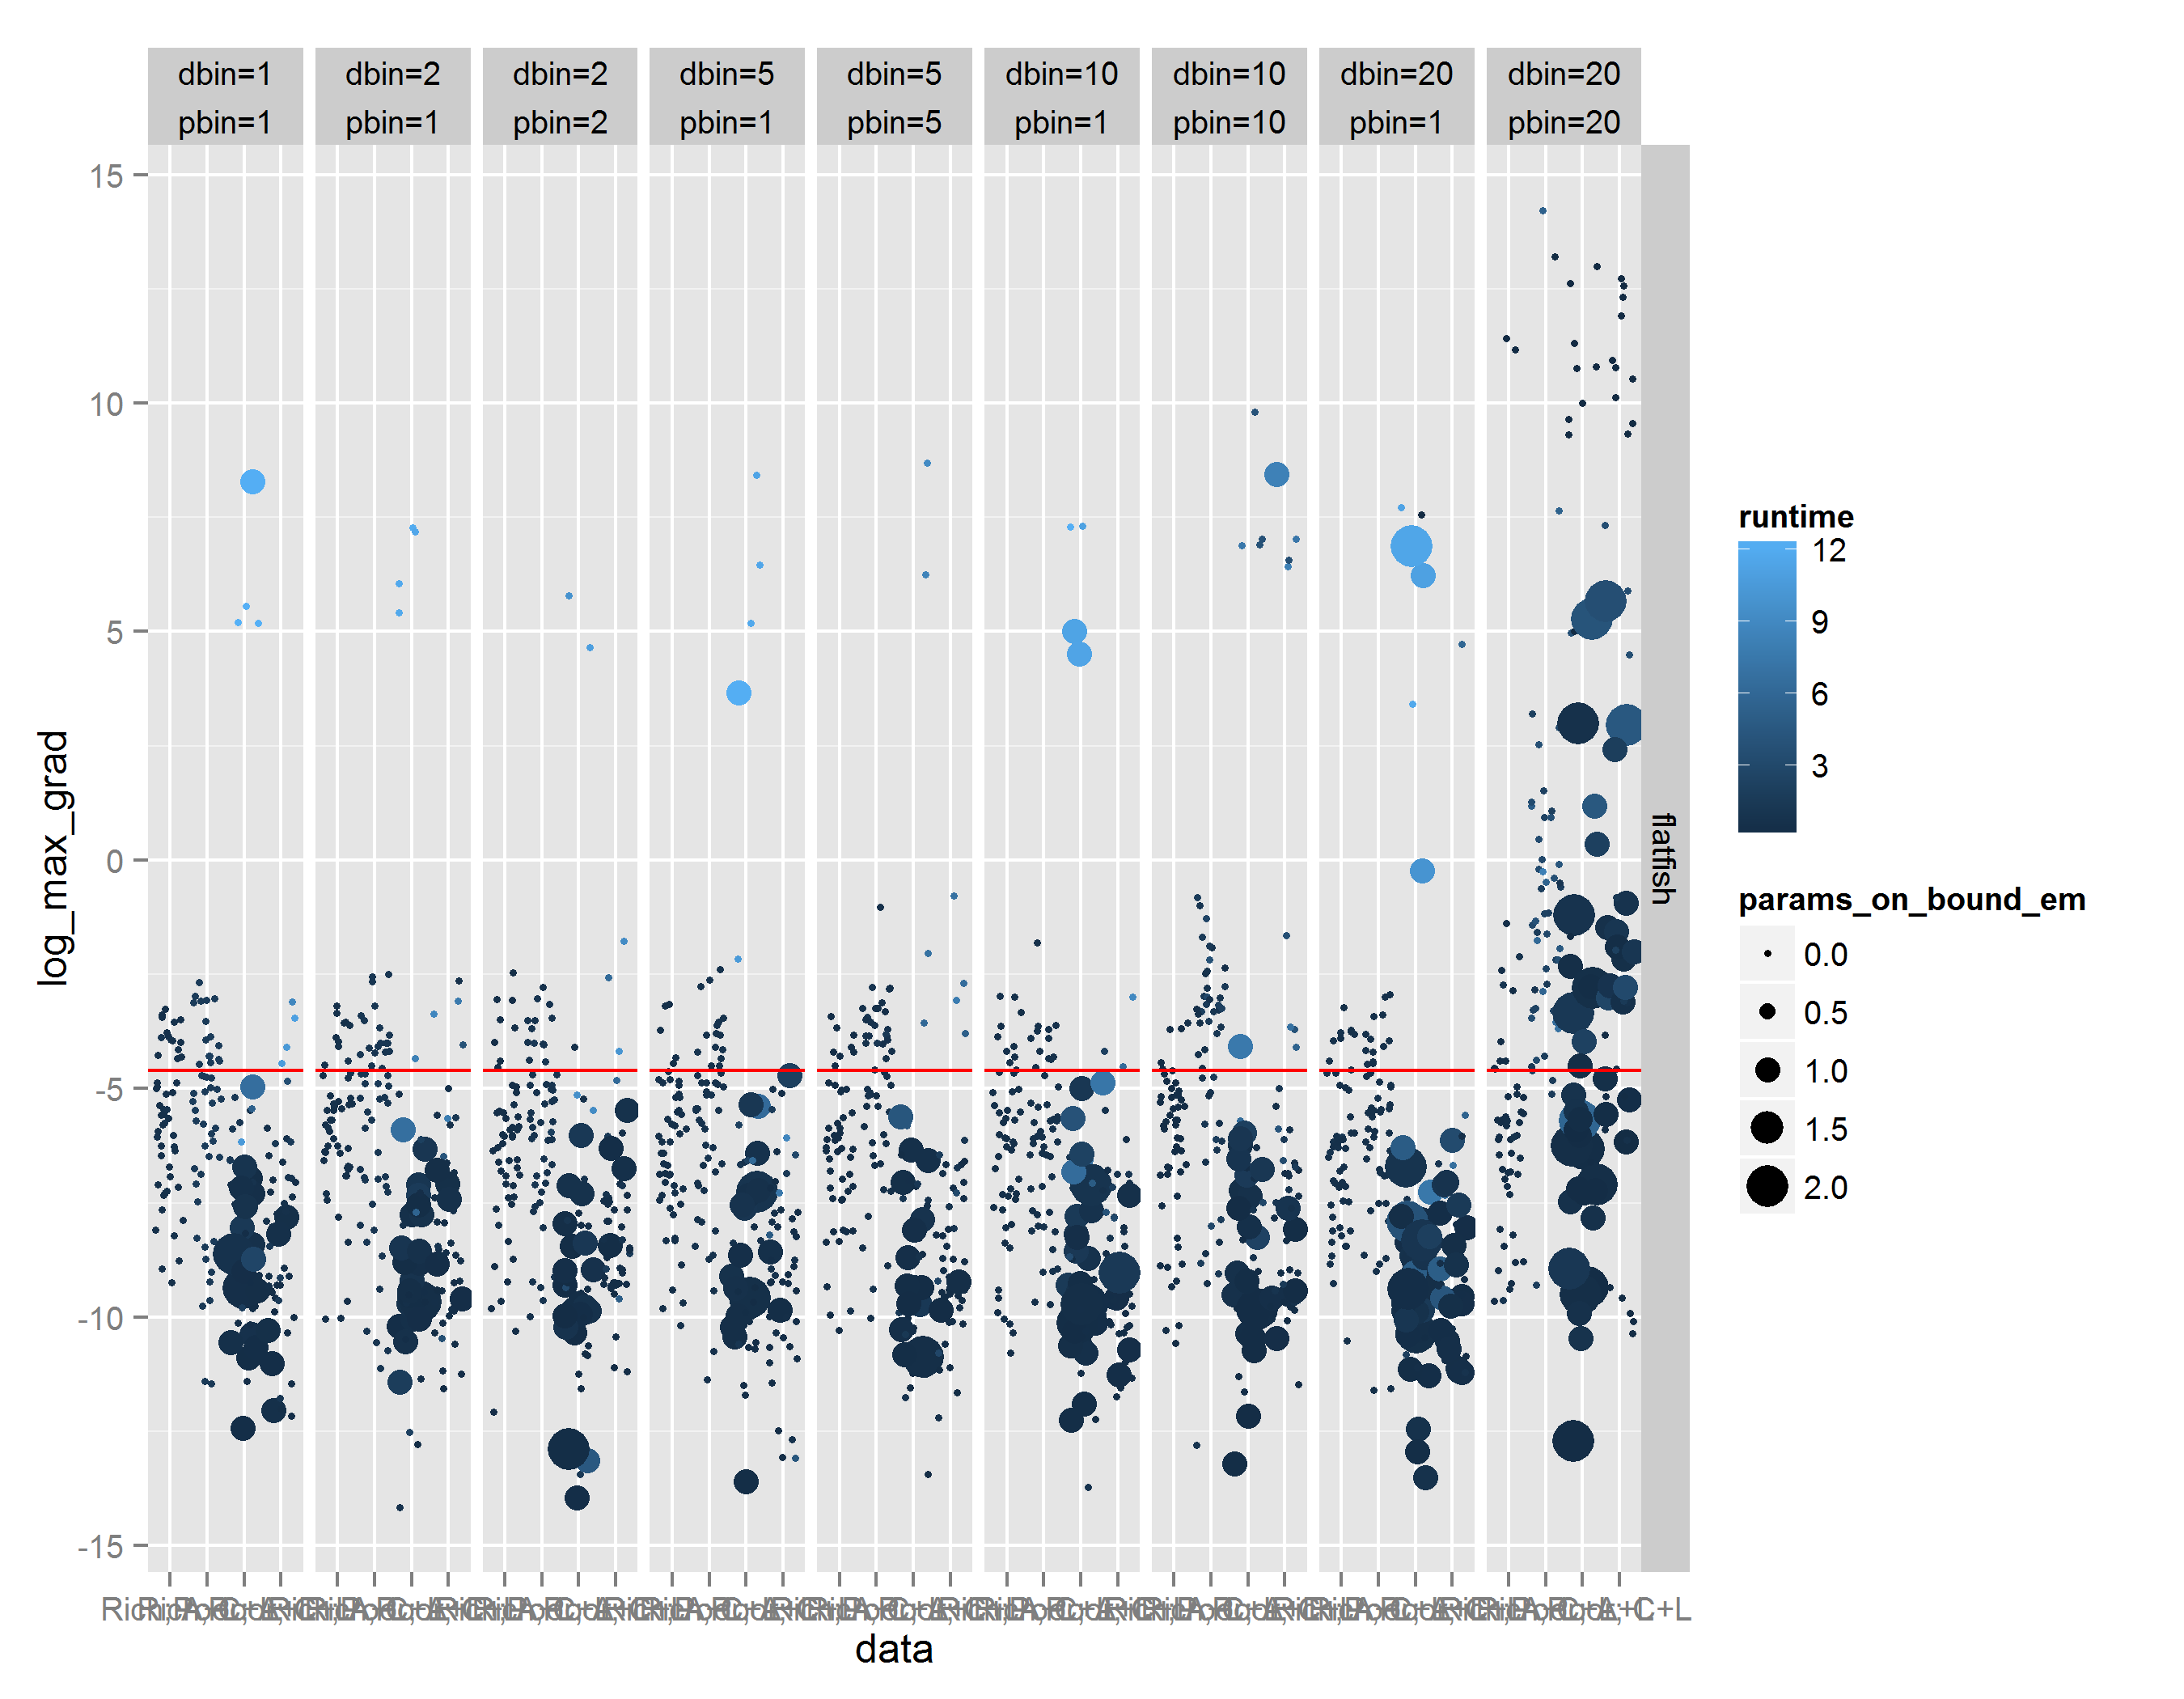 dbin=1 dbin=2 dbin=2 dbin=5 dbin=5 dbin=10 dbin=10 dbin=20 dbin=20
pbin=1 pbin=1 pbin=2 pbin=1 pbin=5 pbin=1 pbin=10 pbin=1 pbin=20
15
10
5
0
-5
-10
-15
log_max_grad
flatfish
data
runtime
12
9
6
3
params_on_bound_em
0.0
0.5
1.0
1.5
2.0